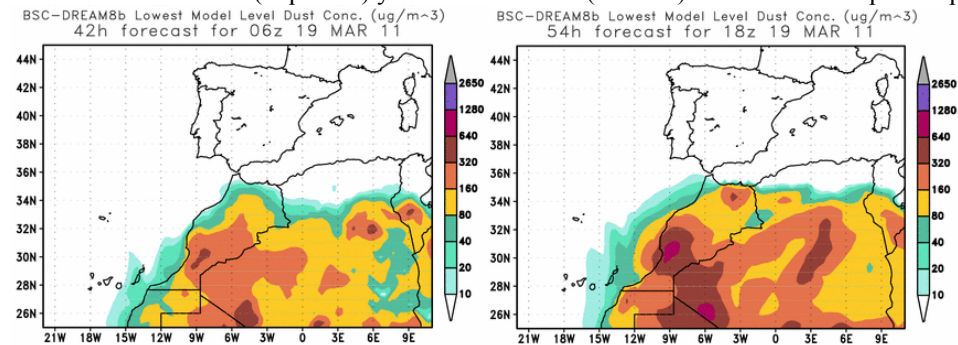 BSC-DREAM8b Lowest Model Level Dust Conc. (ug/m^3)
42h forecast for 06z 19 MAR 11
44N
42N
40N
38N
36N
34N
32N
30N
28N
26N
21W 18W 15W 12W 9W 6W 3W 0 3E 6E 9E
2650
1280
640
320
160
80
40
20
10
BSC-DREAM8b Lowest Model Level Dust Conc. (ug/m^3)
54h forecast for 18z 19 MAR 11
44N
42N
40N
38N
36N
34N
32N
30N
28N
26N
21W 18W 15W 12W 9W 6W 3W 0 3E 6E 9E
2650
1280
640
320
160
80
40
20
10